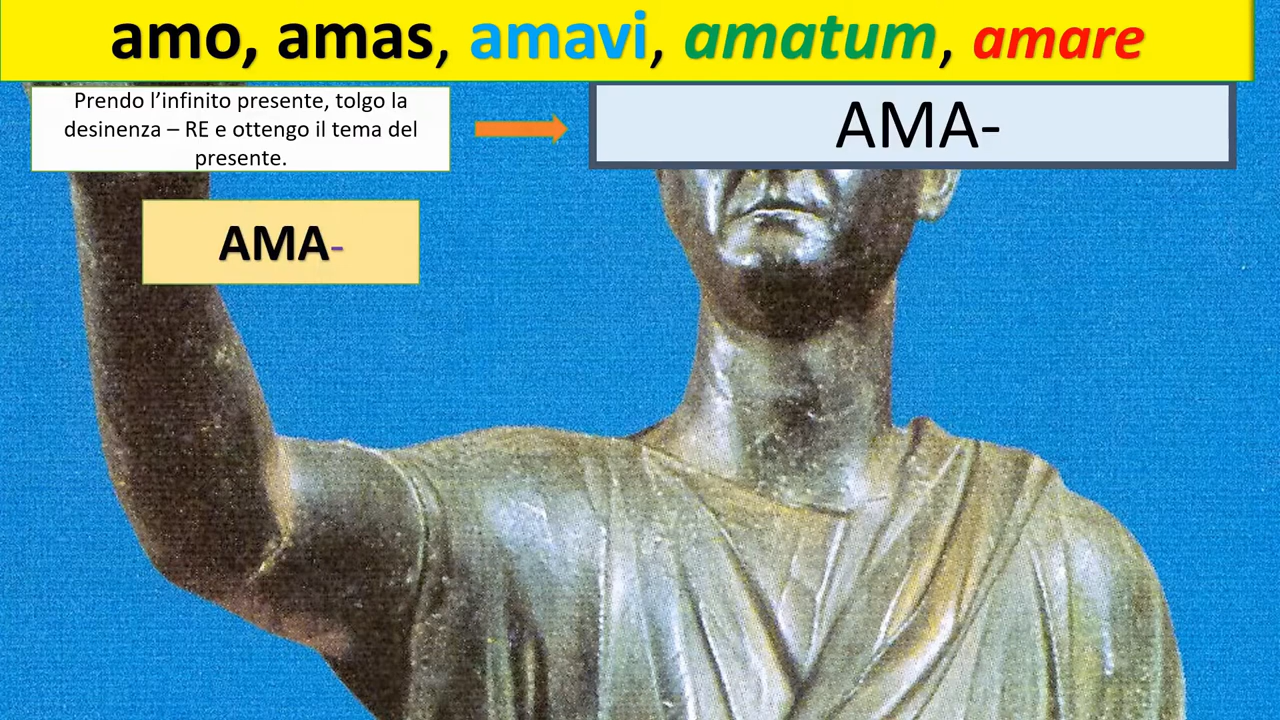 amo, amas, amavi, amatum, amare
Prendo l’infinito presente, tolgo la
desinenza – RE e ottengo il tema del
presente.
AMA-
AMA-